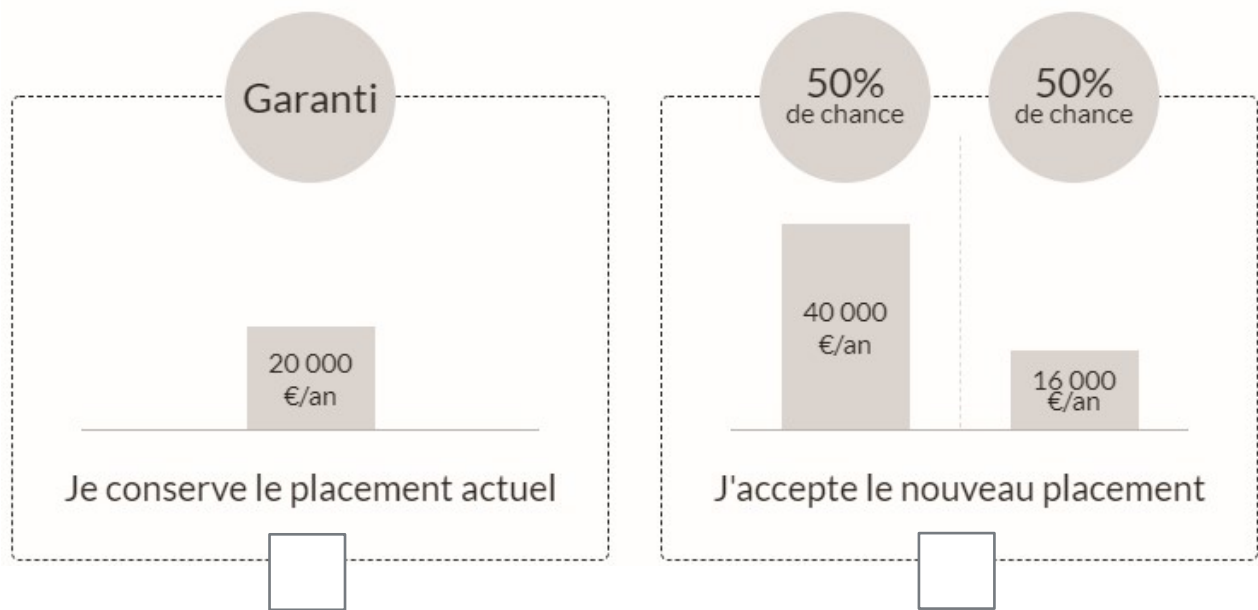 Garanti
20 000
€/an
Je conserve le placement actuel
50%
de chance
50%
de chance
40 000
€/an
16 000
€/an
J'accepte le nouveau placement